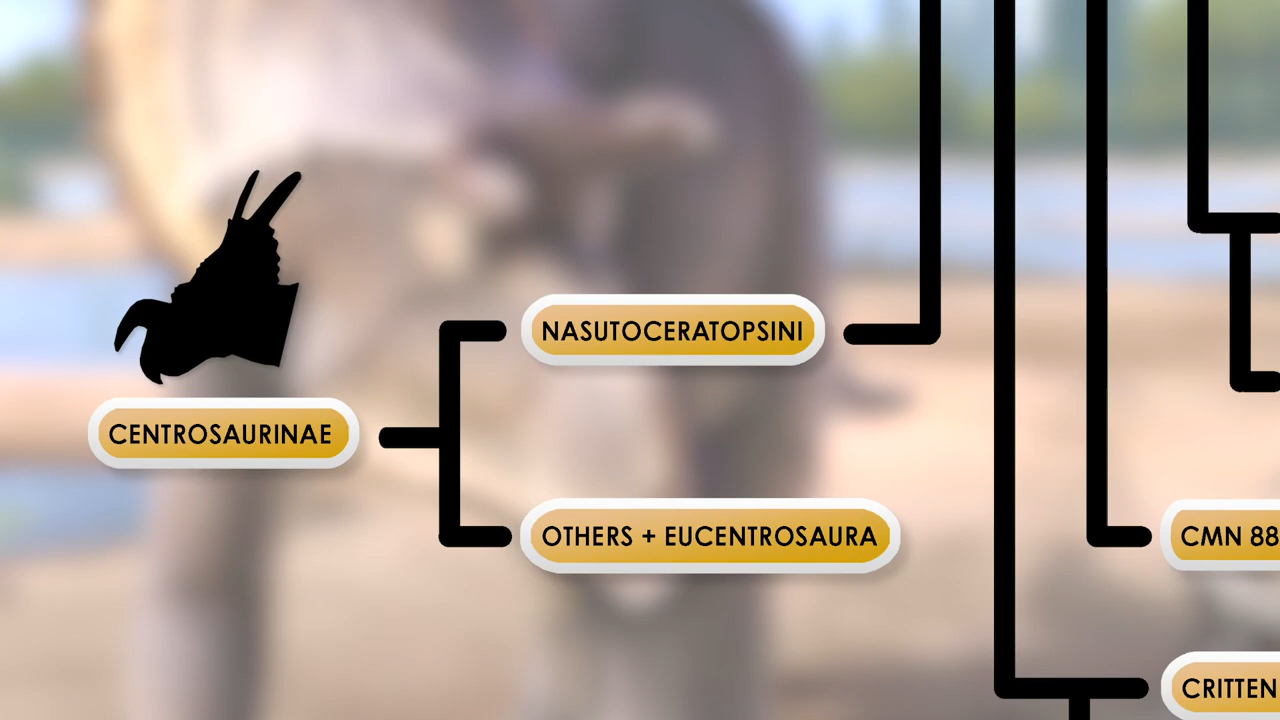 NASUTOCERATOPSINI
CENTROSAURINAE
OTHERS + EUCENTROSAURA
CMN 88
CRITTEN